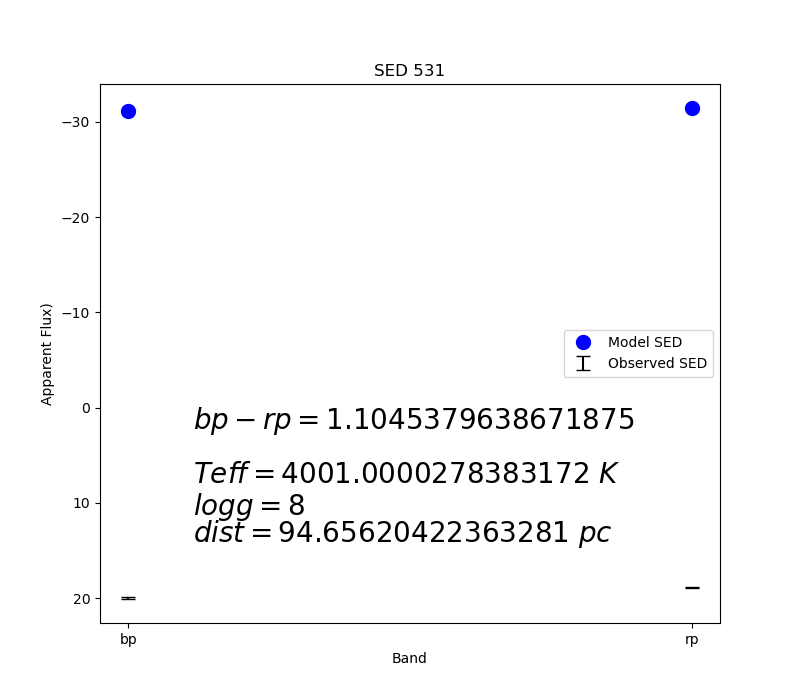 SED 531
−30
−20
−10
0
10
20
Apparent Flux)
Model SED
Observed SED
bp − rp = 1.1045379638671875
Teff = 4001.0000278383172 K
logg = 8
dist = 94.65620422363281 pc
bp
rp
Band